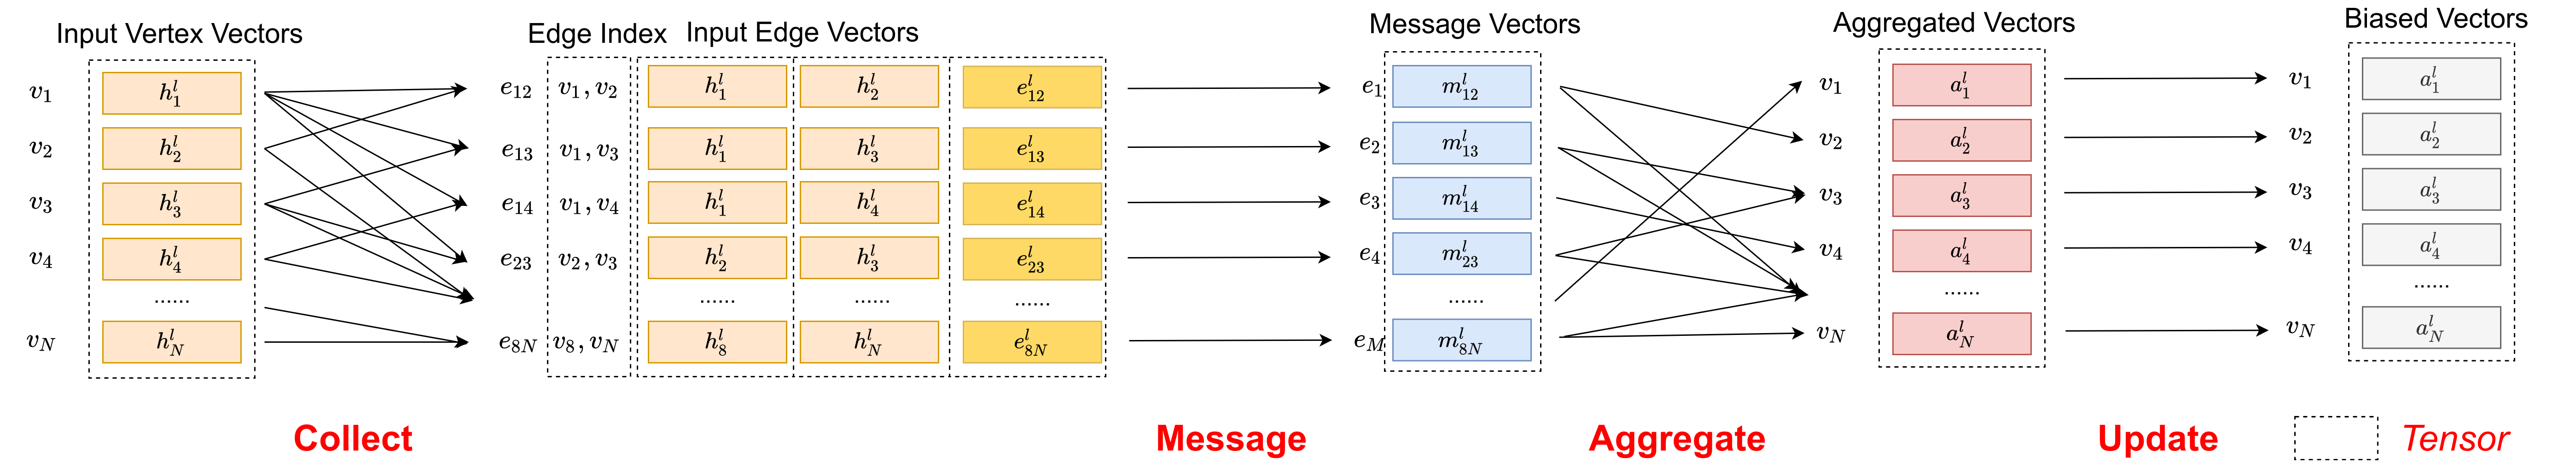 Input Vertex Vectors Edge Index Input Edge Vectors Message Vectors Aggregated Vectors Biased Vectors
v_1 h_1^l e_{12} v_1, v_2 h_1^l h_2^l e_{12}^l e_1 m_{12}^l v_1 a_1^l v_1 a_1^l
v_2 h_2^l e_{13} v_1, v_3 h_1^l h_3^l e_{13}^l e_2 m_{13}^l v_2 a_2^l v_2 a_2^l
v_3 h_3^l e_{14} v_1, v_4 h_1^l h_4^l e_{14}^l e_3 m_{14}^l v_3 a_3^l v_3 a_3^l
v_4 h_4^l e_{23} v_2, v_3 h_2^l h_3^l e_{23}^l e_4 m_{23}^l v_4 a_4^l v_4 a_4^l
...... ...... ...... ...... ...... ...... ......
v_N h_N^l e_{8N} v_8, v_N h_8^l h_N^l e_{8N}^l e_M m_{8N}^l v_N a_N^l v_N a_N^l
Collect Message Aggregate Update Tensor